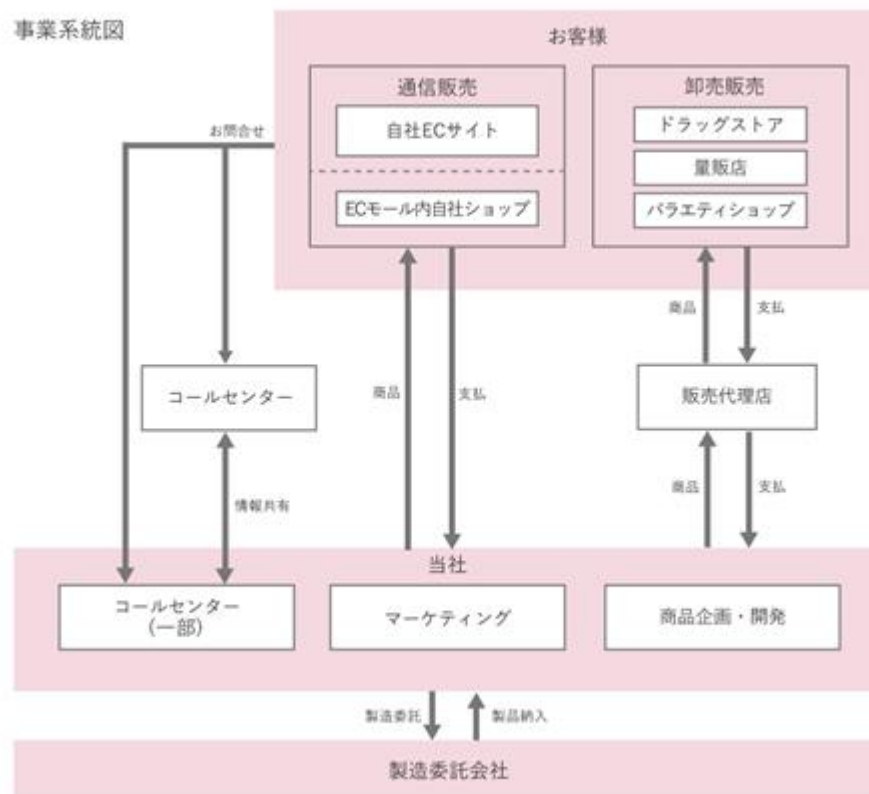 事業系統図
お客様
通信販売
自社ECサイト
ECモール内自社ショップ
卸売販売
ドラッグストア
量販店
バラエティショップ
お問合せ
商品
支払
コールセンター
商品
支払
販売代理店
情報共有
商品
支払
当社
コールセンター
(一部)
マーケティング
商品企画・開発
製造委託
製品納入
製造委託会社